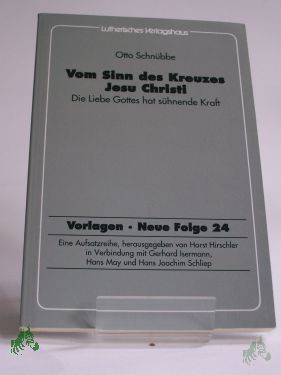 Lutherisches Verlagshaus
Otto Schnübbe
Vom Sinn des Kreuzes
Jesu Christi
Die Liebe Gottes hat sühnende Kraft
Vorlagen · Neue Folge 24
Eine Aufsatzreihe, herausgegeben von Horst Hirschler
in Verbindung mit Gerhard Isermann,
Hans May und Hans Joachim Schliep